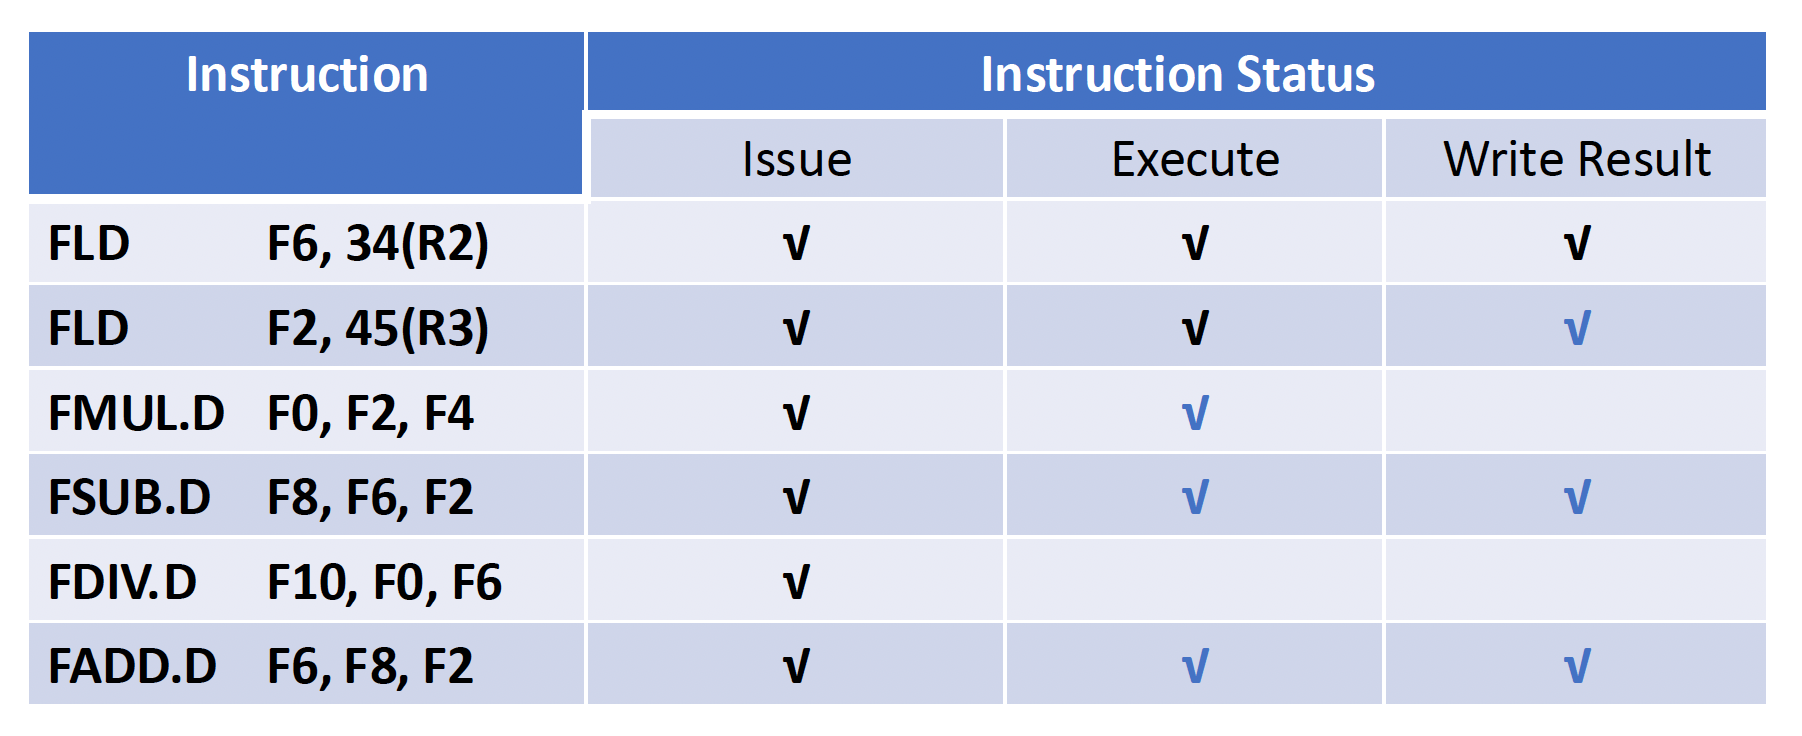 Instruction Instruction Status
Issue Execute Write Result
FLD F6, 34(R2) √ √ √
FLD F2, 45(R3) √ √ √
FMUL.D F0, F2, F4 √ √
FSUB.D F8, F6, F2 √ √ √
FDIV.D F10, F0, F6 √
FADD.D F6, F8, F2 √ √ √